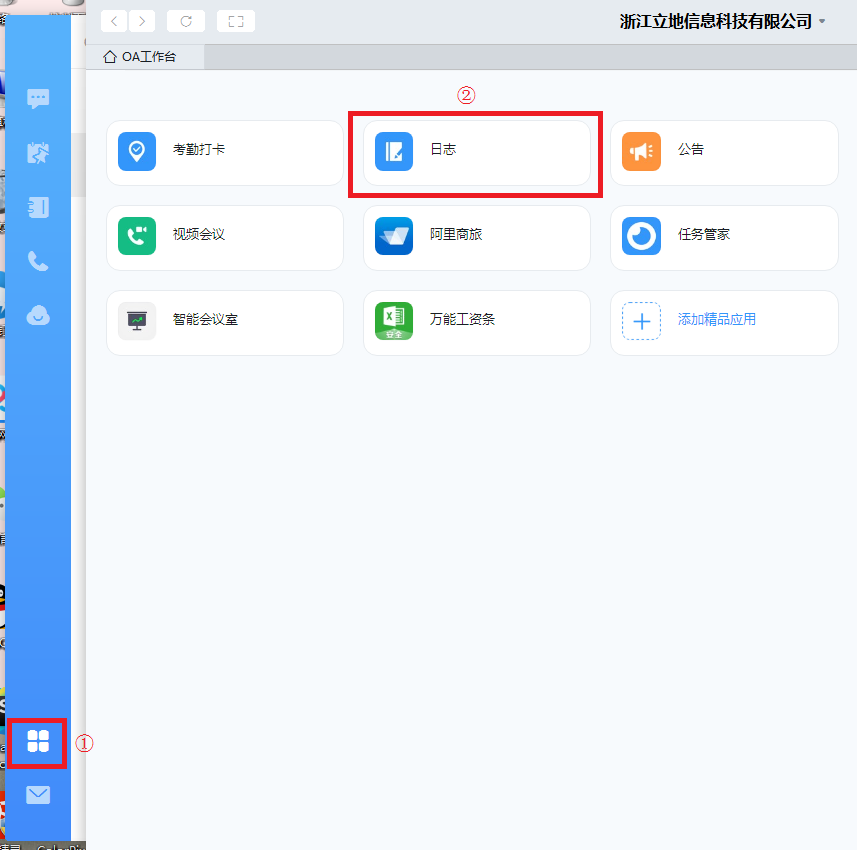 浙江立地信息科技有限公司
OA工作台
②
考勤打卡
日志
公告
视频会议
阿里商旅
任务管家
智能会议室
万能工资条
安全
添加精品应用
①